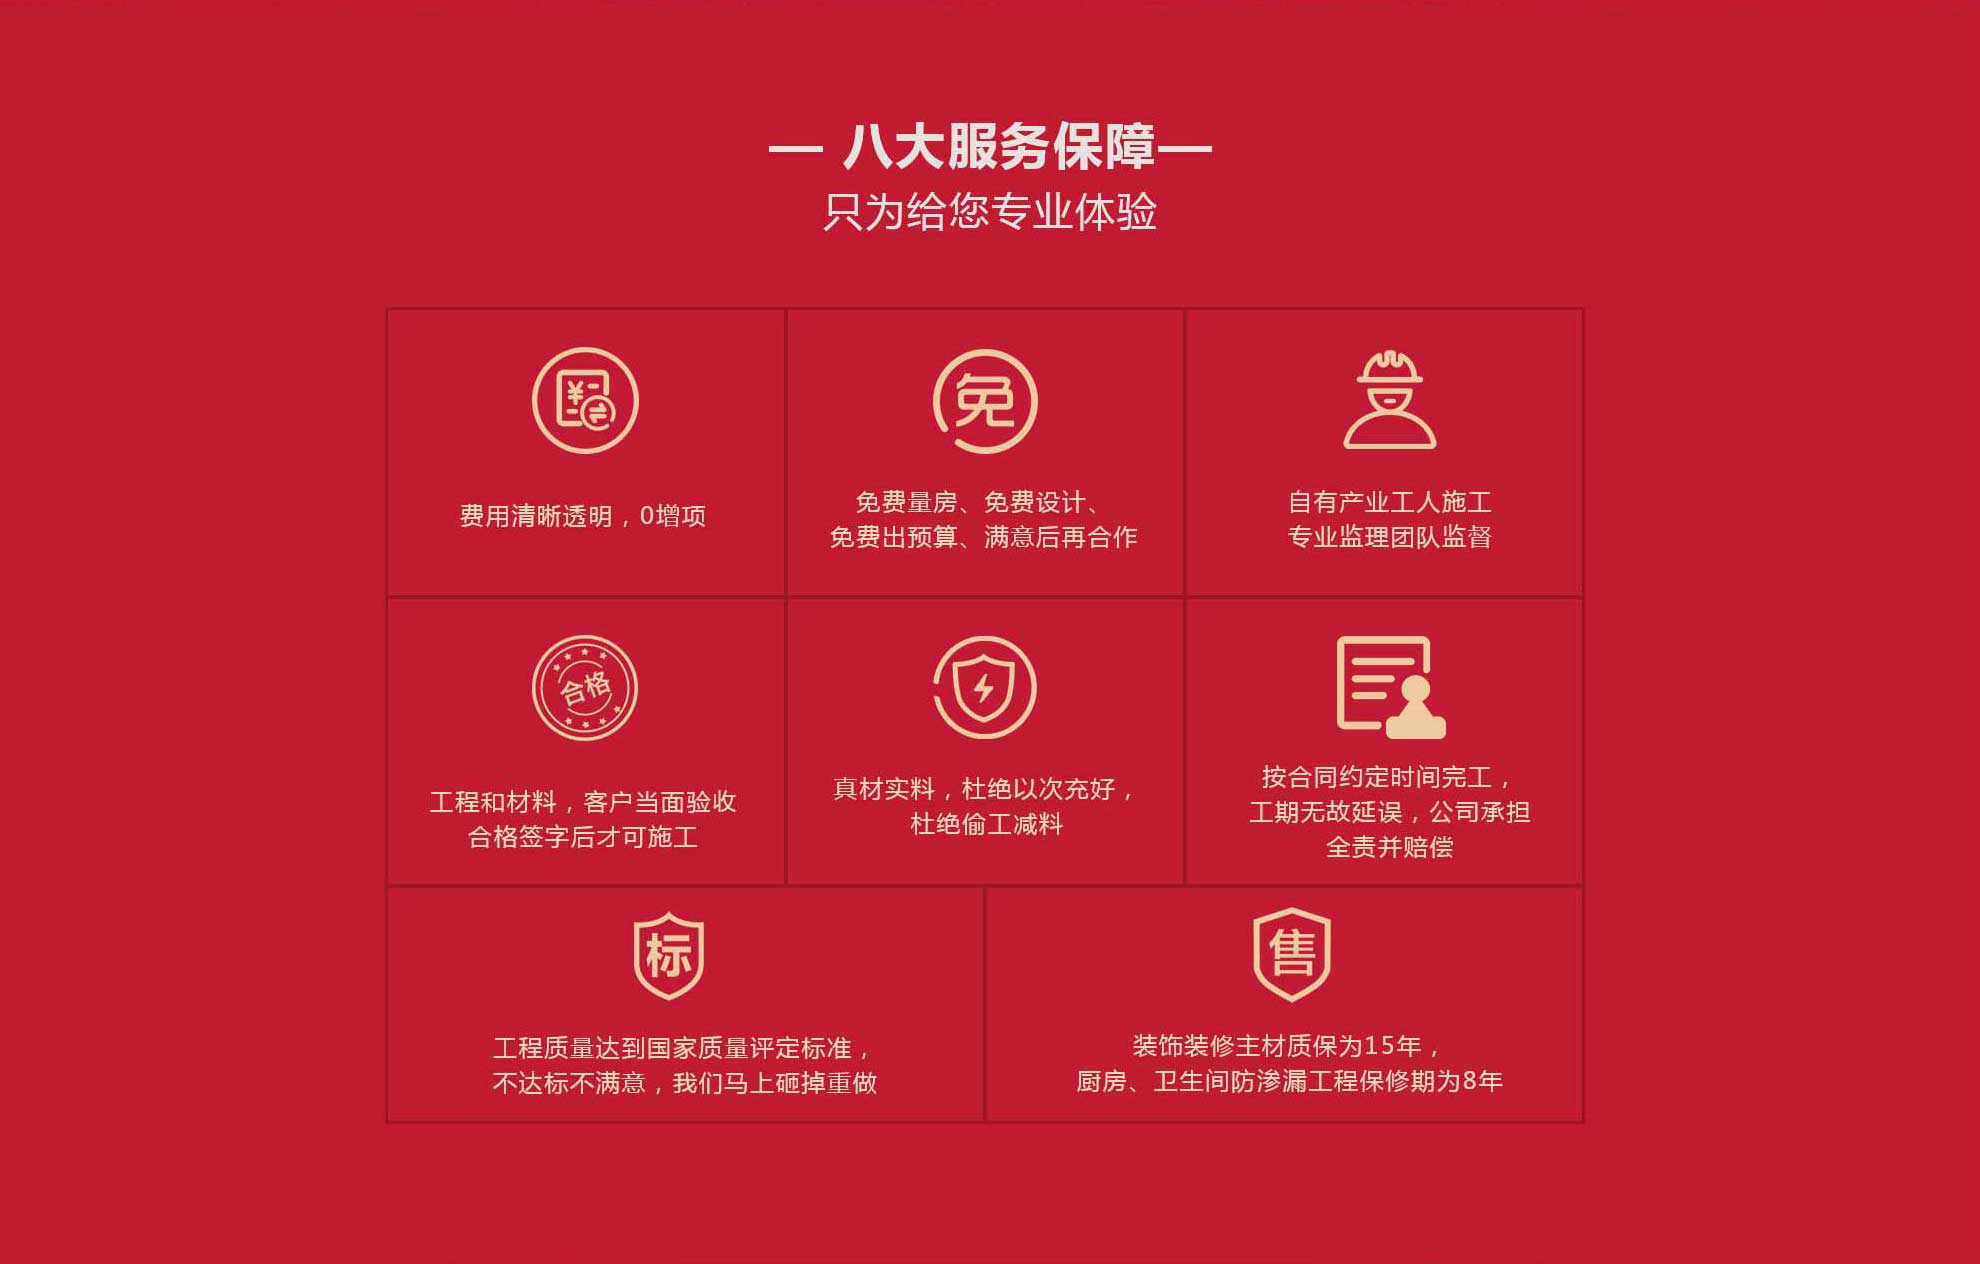 — 八大服务保障—
只为给您专业体验
¥
免
费用清晰透明，0增项
免费量房、免费设计、
免费出预算、满意后再合作
自有产业工人施工
专业监理团队监督
合格
工程和材料，客户当面验收
合格签字后才可施工
真材实料，杜绝以次充好，
杜绝偷工减料
按合同约定时间完工，
工期无故延误，公司承担
全责并赔偿
标
工程质量达到国家质量评定标准，
不达标不满意，我们马上砸掉重做
售
装饰装修主材质保为15年，
厨房、卫生间防渗漏工程保修期为8年